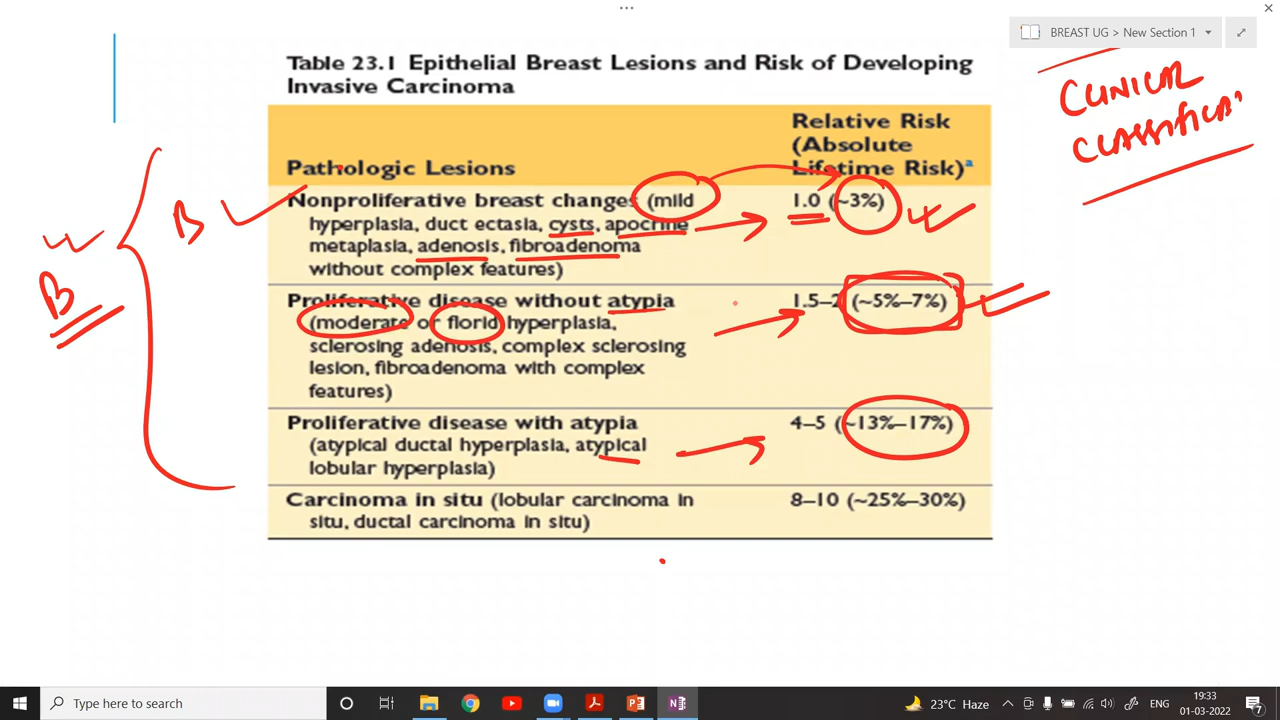 BREAST UG > New Section 1
CLINICAL
CLASSIFICAT
Table 23.1 Epithelial Breast Lesions and Risk of Developing
Invasive Carcinoma
Relative Risk
(Absolute
Pathologic Lesions Lifetime Risk)a
B Nonproliferative breast changes (mild 1.0 (~3%)
hyperplasia, duct ectasia, cysts, apocrine
metaplasia, adenosis, fibroadenoma
without complex features)
B
Proliferative disease without atypia 1.5–2 (~5%–7%)
(moderate or florid hyperplasia,
sclerosing adenosis, complex sclerosing
lesion, fibroadenoma with complex
features)
Proliferative disease with atypia 4–5 (~13%–17%)
(atypical ductal hyperplasia, atypical
lobular hyperplasia)
Carcinoma in situ (lobular carcinoma in 8–10 (~25%–30%)
situ, ductal carcinoma in situ)
Type here to search
23°C Haze
ENG
19:33
01-03-2022
7